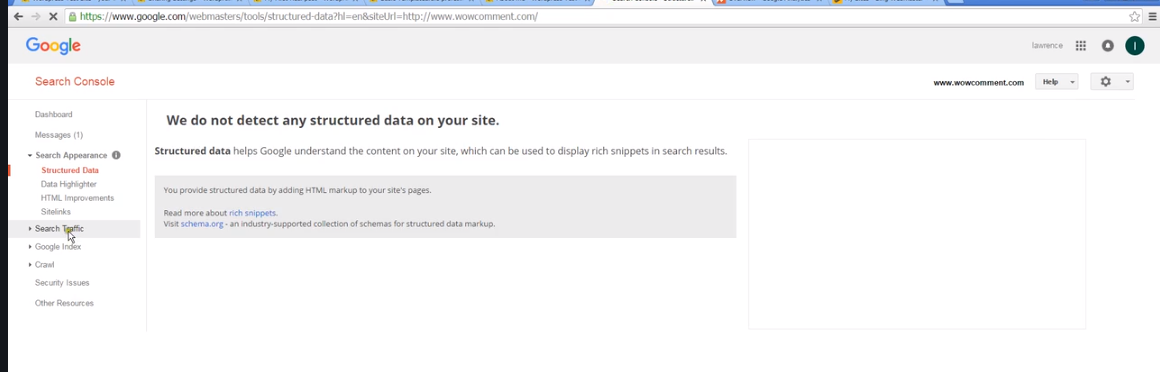 https://www.google.com/webmasters/tools/structured-data?hl=en&siteUrl=http://www.wowcomment.com/
Google
lawrence
l
Search Console
www.wowcomment.com
Help
Dashboard
Messages (1)
Search Appearance i
Structured Data
Data Highlighter
HTML Improvements
Sitelinks
Search Traffic
Google Index
Crawl
Security Issues
Other Resources
We do not detect any structured data on your site.
Structured data helps Google understand the content on your site, which can be used to display rich snippets in search results.
You provide structured data by adding HTML markup to your site's pages.
Read more about rich snippets.
Visit schema.org - an industry-supported collection of schemas for structured data markup.